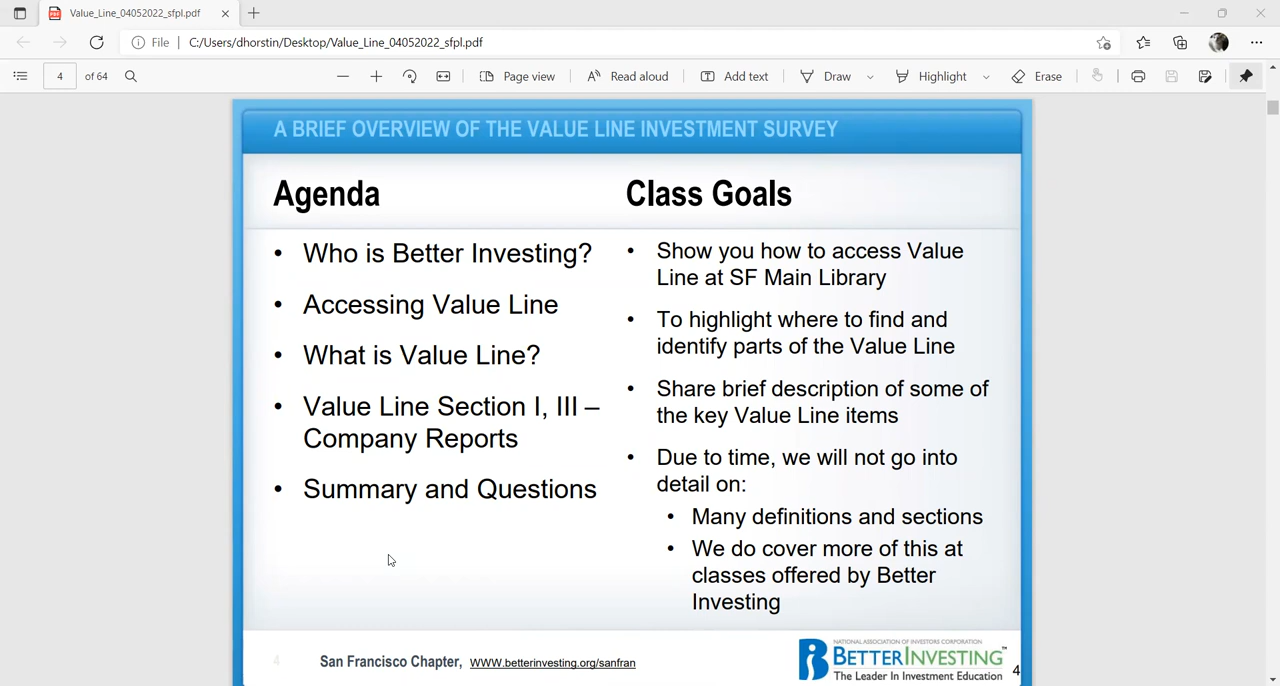 Value_Line_04052022_sfpl.pdf
File | C:/Users/dhorstin/Desktop/Value_Line_04052022_sfpl.pdf
4 of 64 Page view Read aloud Add text Draw Highlight Erase
A BRIEF OVERVIEW OF THE VALUE LINE INVESTMENT SURVEY
Agenda
• Who is Better Investing?
• Accessing Value Line
• What is Value Line?
• Value Line Section I, III –
Company Reports
• Summary and Questions
Class Goals
• Show you how to access Value
Line at SF Main Library
• To highlight where to find and
identify parts of the Value Line
• Share brief description of some of
the key Value Line items
• Due to time, we will not go into
detail on:
• Many definitions and sections
• We do cover more of this at
classes offered by Better
Investing
4
San Francisco Chapter, WWW.betterinvesting.org/sanfran
NATIONAL ASSOCIATION OF INVESTORS CORPORATION
BETTERINVESTING™
The Leader In Investment Education
4